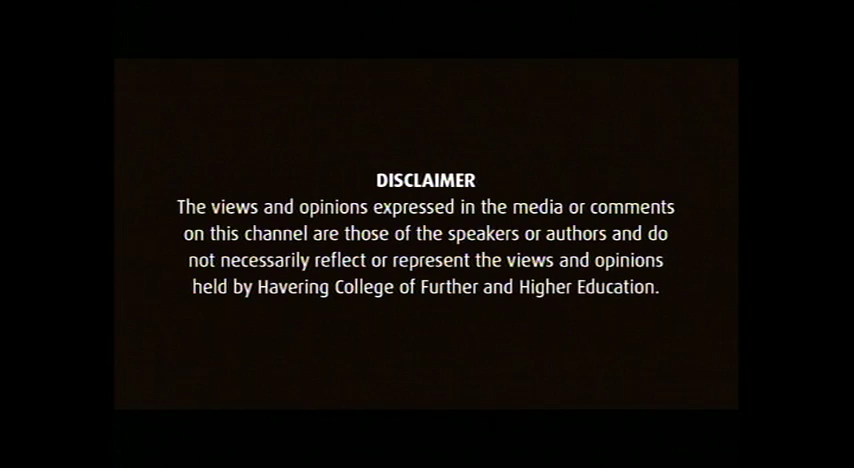 DISCLAIMER
The views and opinions expressed in the media or comments
on this channel are those of the speakers or authors and do
not necessarily reflect or represent the views and opinions
held by Havering College of Further and Higher Education.